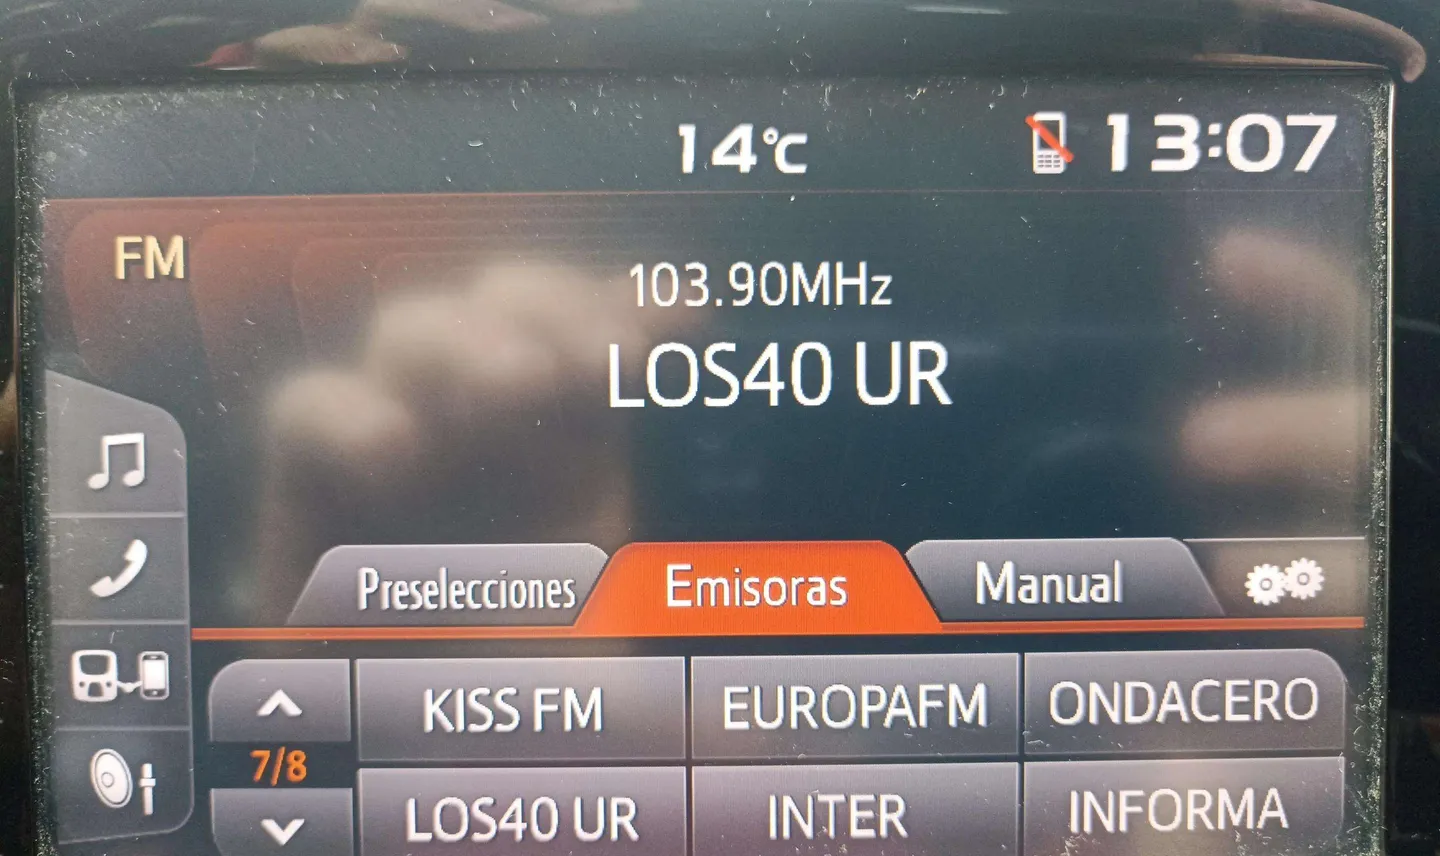 14°C 13:07
FM
103.90MHz
LOS40 UR
Preselecciones Emisoras Manual
KISS FM EUROPAFM ONDACERO
7/8
LOS40 UR INTER INFORMA